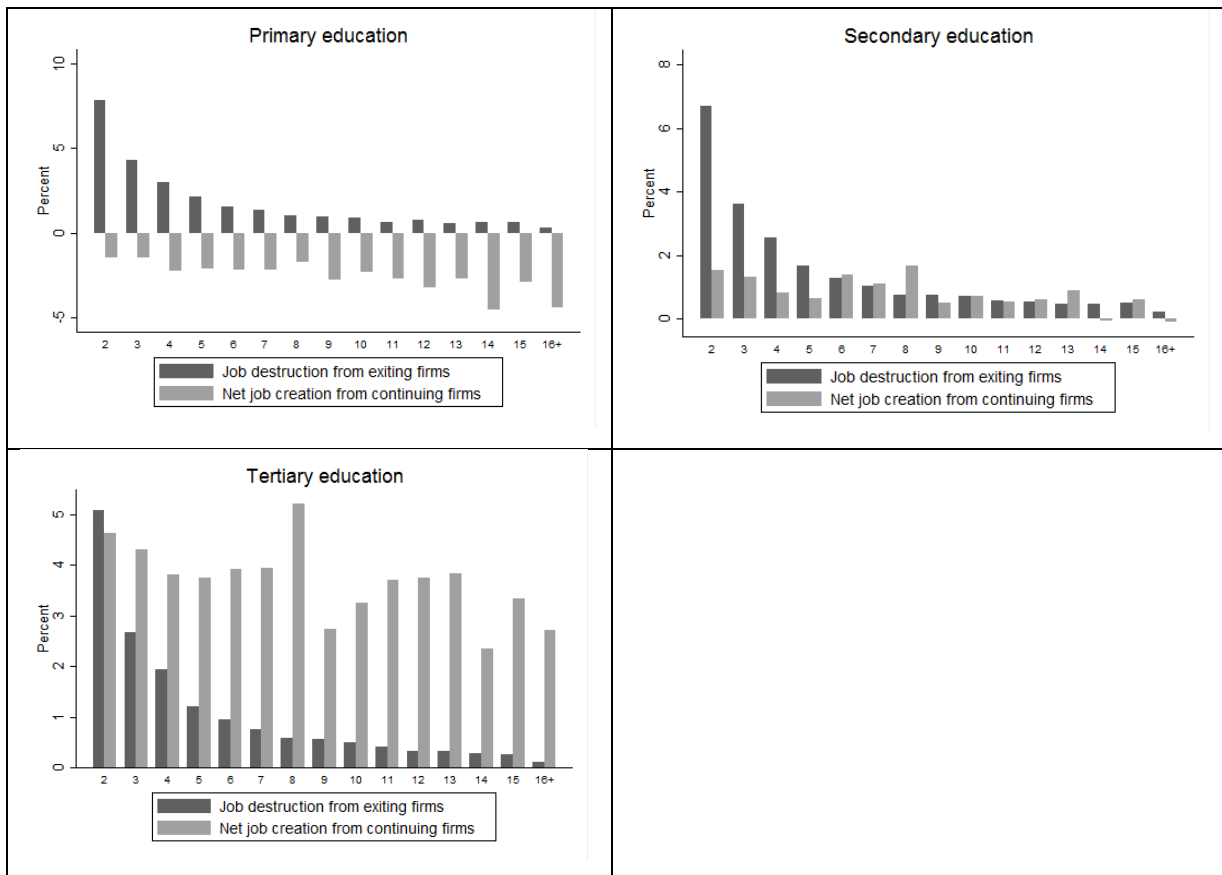 Primary education
Percent
10
5
0
-5
2 3 4 5 6 7 8 9 10 11 12 13 14 15 16+
Job destruction from exiting firms
Net job creation from continuing firms
Secondary education
Percent
8
6
4
2
0
2 3 4 5 6 7 8 9 10 11 12 13 14 15 16+
Job destruction from exiting firms
Net job creation from continuing firms
Tertiary education
Percent
5
4
3
2
1
0
2 3 4 5 6 7 8 9 10 11 12 13 14 15 16+
Job destruction from exiting firms
Net job creation from continuing firms